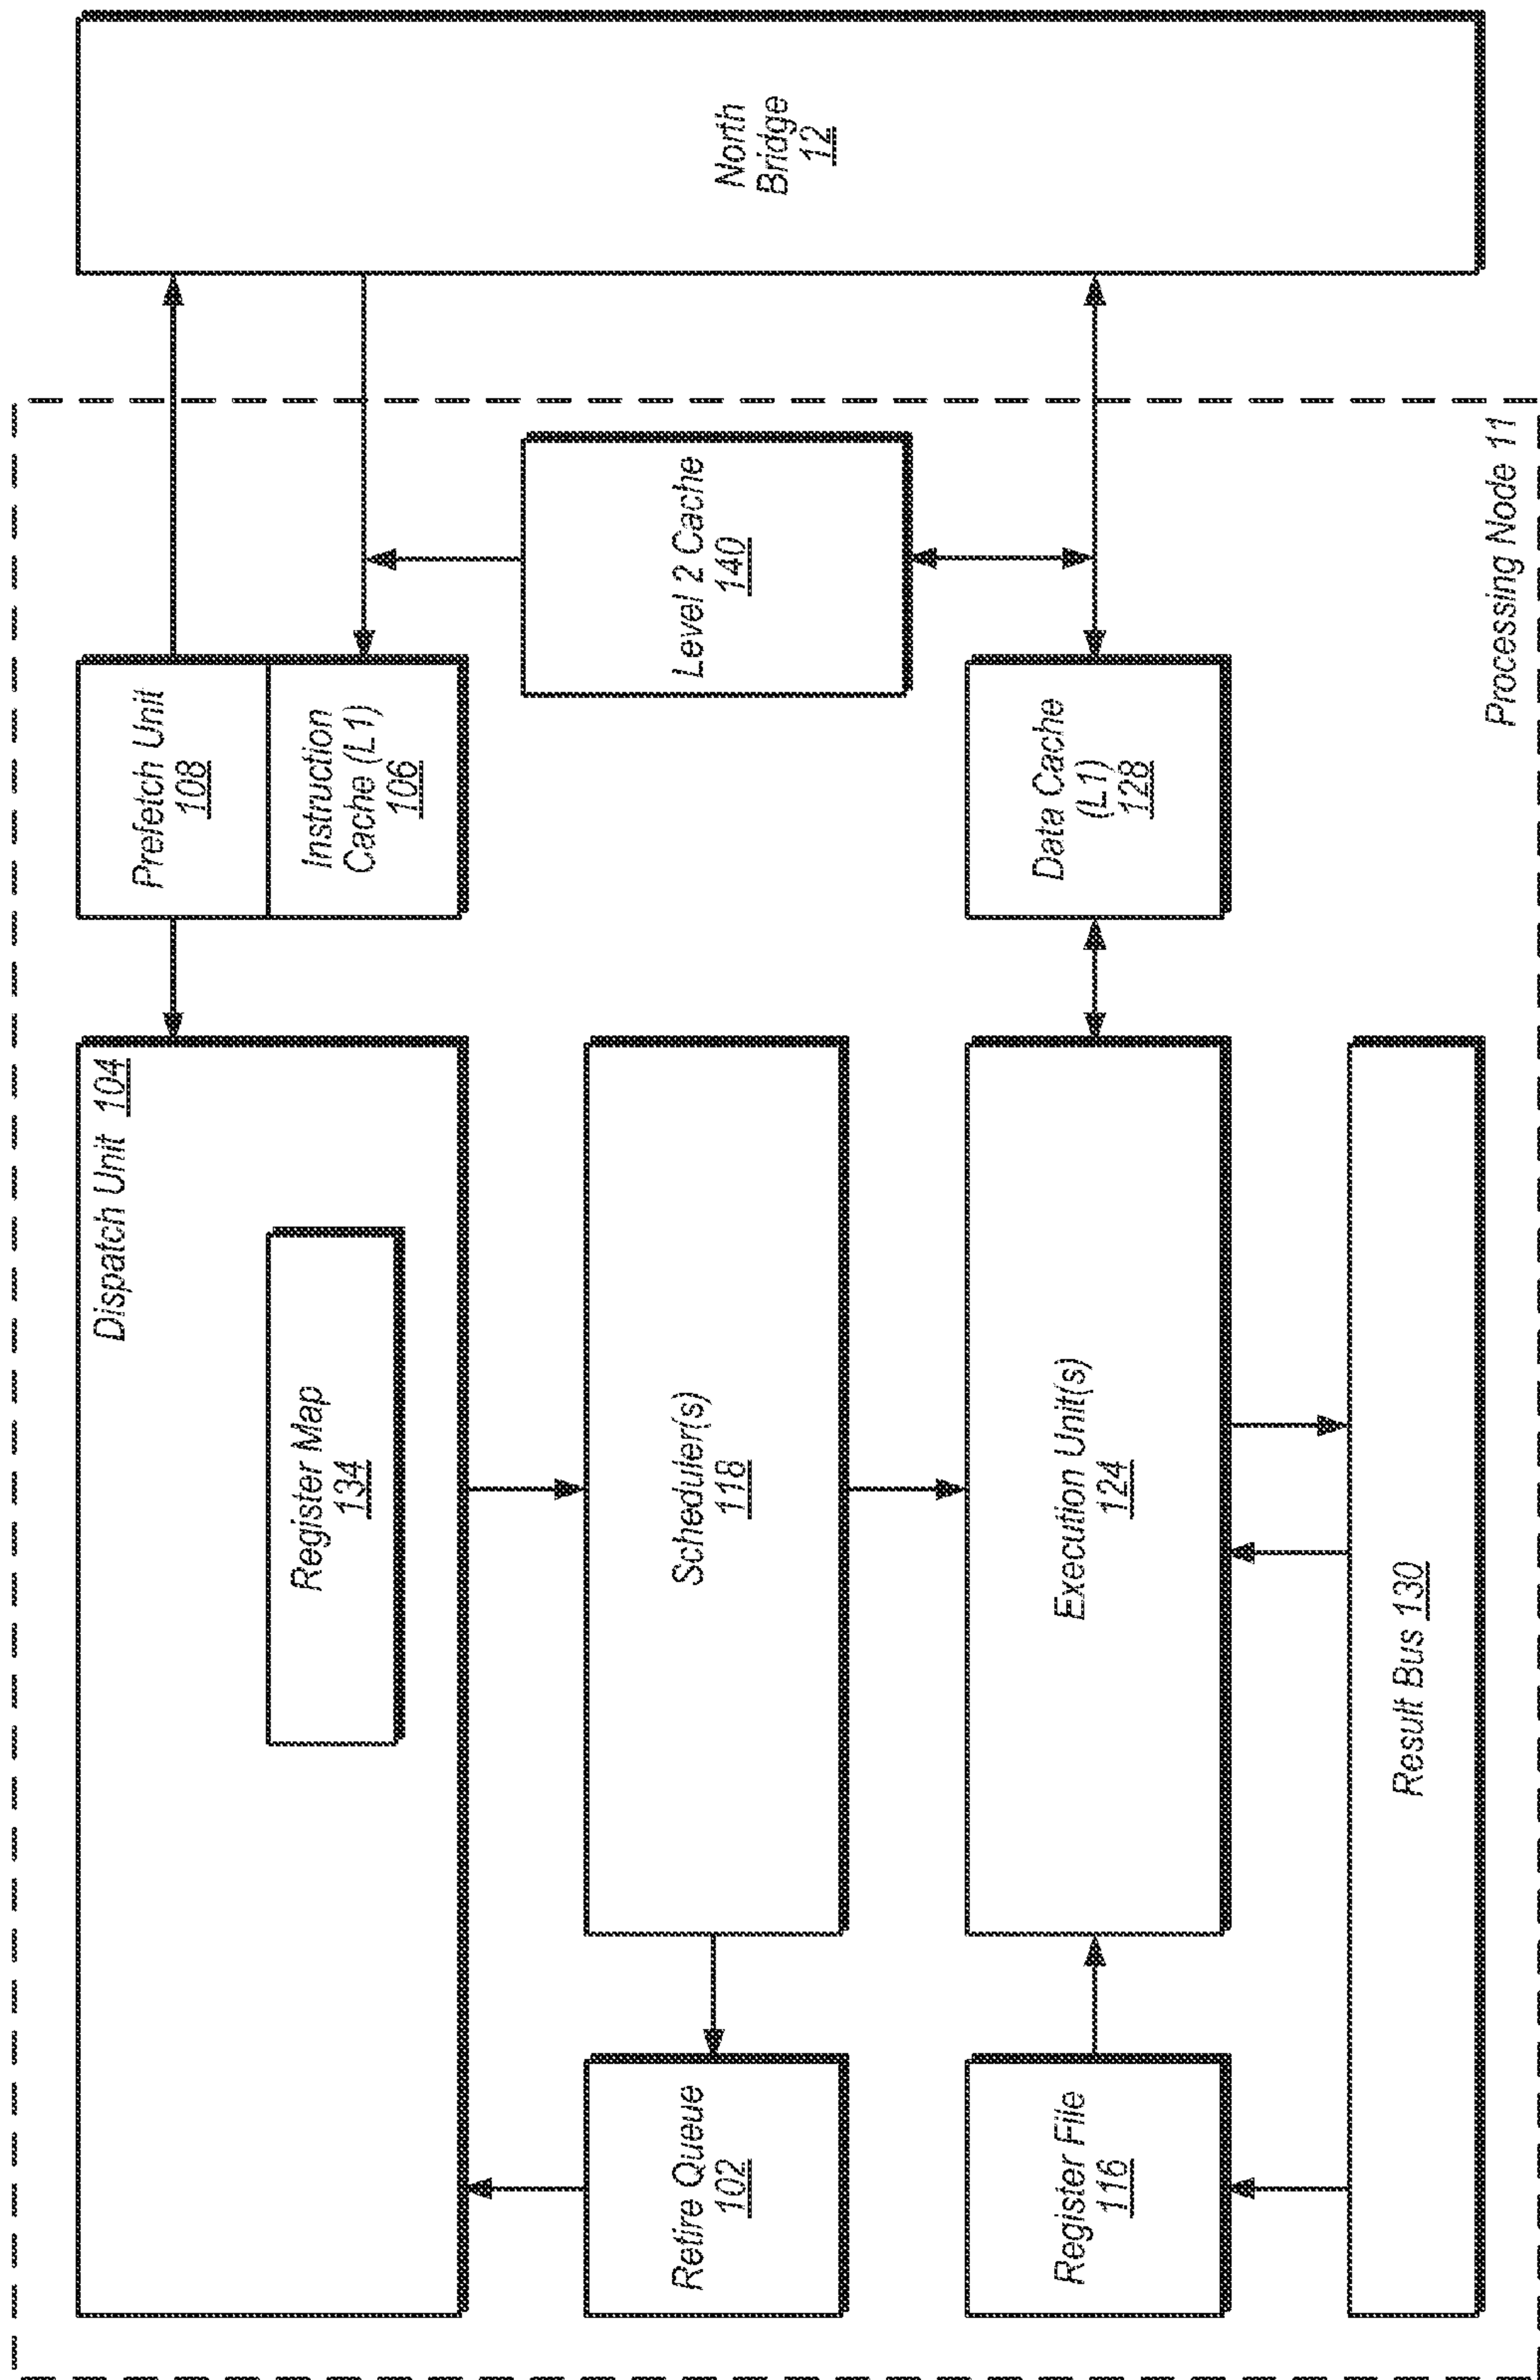 Dispatch Unit 104
Register Map
134
Prefetch Unit
108
Instruction
Cache (L1)
106
North
Bridge
12
Retire Queue
102
Scheduler(s)
118
Level 2 Cache
140
Register File
116
Execution Unit(s)
124
Data Cache
(L1)
128
Result Bus 130
Processing Node 11